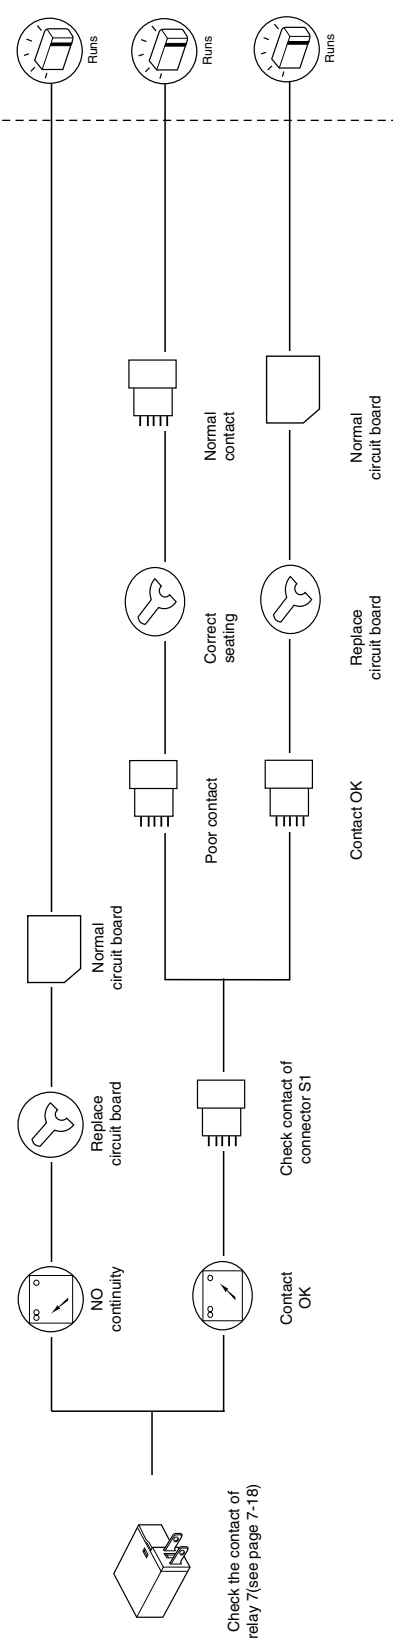 Check the contact of
relay 7(see page 7-18)
NO
continuity
Replace
circuit board
Normal
circuit board
Runs
Contact
OK
Check contact of
connector S1
Poor contact
Correct
seating
Normal
contact
Runs
Contact OK
Replace
circuit board
Normal
circuit board
Runs